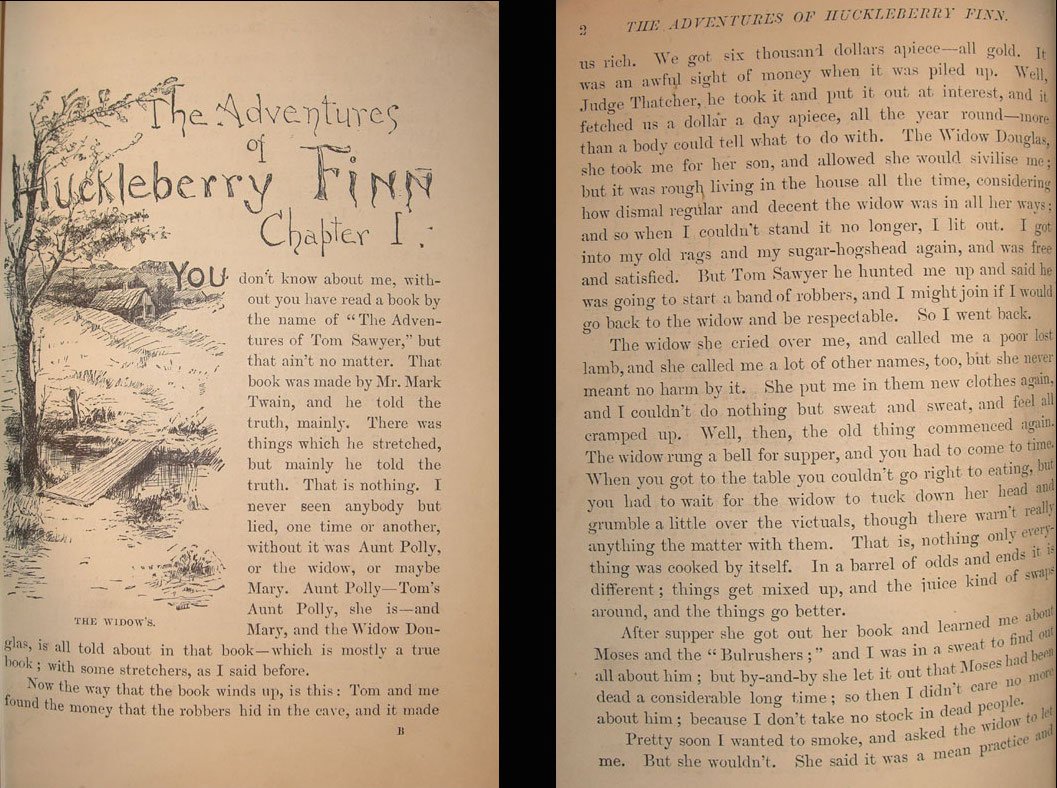 The Adventures
of
Huckleberry Finn
Chapter I.
YOU don't know about me, with-
out you have read a book by
the name of "The Adven-
tures of Tom Sawyer," but
that ain't no matter. That
book was made by Mr. Mark
Twain, and he told the
truth, mainly. There was
things which he stretched,
but mainly he told the
truth. That is nothing. I
never seen anybody but
lied, one time or another,
without it was Aunt Polly,
or the widow, or maybe
Mary. Aunt Polly—Tom's
Aunt Polly, she is—and
Mary, and the Widow Dou-
THE WIDOW'S.
glas, is all told about in that book—which is mostly a true
book; with some stretchers, as I said before.
Now the way that the book winds up, is this: Tom and me
found the money that the robbers hid in the cave, and it made
B
2 THE ADVENTURES OF HUCKLEBERRY FINN.
us rich. We got six thousand dollars apiece—all gold. It
was an awful sight of money when it was piled up. Well,
Judge Thatcher, he took it and put it out at interest, and it
fetched us a dollar a day apiece, all the year round—more
than a body could tell what to do with. The Widow Douglas,
she took me for her son, and allowed she would sivilise me;
but it was rough living in the house all the time, considering
how dismal regular and decent the widow was in all her ways;
and so when I couldn't stand it no longer, I lit out. I got
into my old rags and my sugar-hogshead again, and was free
and satisfied. But Tom Sawyer he hunted me up and said he
was going to start a band of robbers, and I might join if I would
go back to the widow and be respectable. So I went back.
The widow she cried over me, and called me a poor lost
lamb, and she called me a lot of other names, too, but she never
meant no harm by it. She put me in them new clothes again,
and I couldn't do nothing but sweat and sweat, and feel all
cramped up. Well, then, the old thing commenced again.
The widow rung a bell for supper, and you had to come to time.
When you got to the table you couldn't go right to eating, but
you had to wait for the widow to tuck down her head and
grumble a little over the victuals, though there warn't really
anything the matter with them. That is, nothing only every-
thing was cooked by itself. In a barrel of odds and ends it is
different; things get mixed up, and the juice kind of swaps
around, and the things go better.
After supper she got out her book and learned me about
Moses and the "Bulrushers;" and I was in a sweat to find out
all about him; but by-and-by she let it out that Moses had been
dead a considerable long time; so then I didn't care no more
about him; because I don't take no stock in dead people.
Pretty soon I wanted to smoke, and asked the widow to let
me. But she wouldn't. She said it was a mean practice and